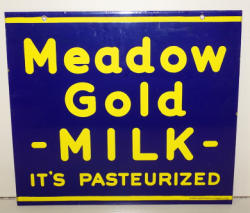 Meadow
Gold
-MILK-
IT'S PASTEURIZED